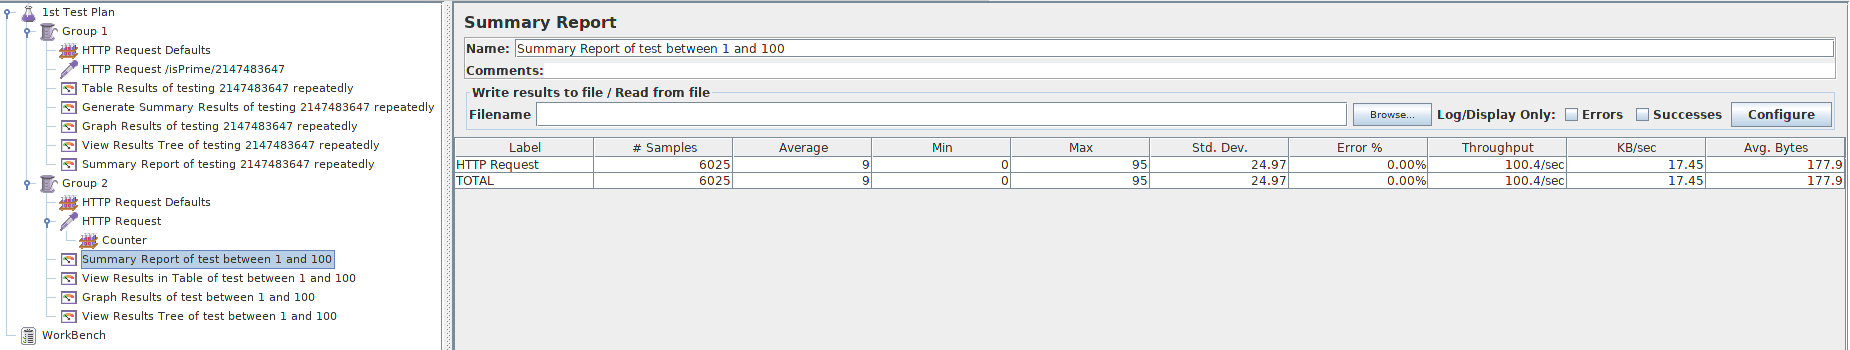 1st Test Plan
Group 1
HTTP Request Defaults
HTTP Request /isPrime/2147483647
Table Results of testing 2147483647 repeatedly
Generate Summary Results of testing 2147483647 repeatedly
Graph Results of testing 2147483647 repeatedly
View Results Tree of testing 2147483647 repeatedly
Summary Report of testing 2147483647 repeatedly
Group 2
HTTP Request Defaults
HTTP Request
Counter
Summary Report of test between 1 and 100
View Results in Table of test between 1 and 100
Graph Results of test between 1 and 100
View Results Tree of test between 1 and 100
WorkBench
Summary Report
Name: Summary Report of test between 1 and 100
Comments:
Write results to file / Read from file
Filename Browse... Log/Display Only: Errors Successes Configure
Label # Samples Average Min Max Std. Dev. Error % Throughput KB/sec Avg. Bytes
HTTP Request 6025 9 0 95 24.97 0.00% 100.4/sec 17.45 177.9
TOTAL 6025 9 0 95 24.97 0.00% 100.4/sec 17.45 177.9